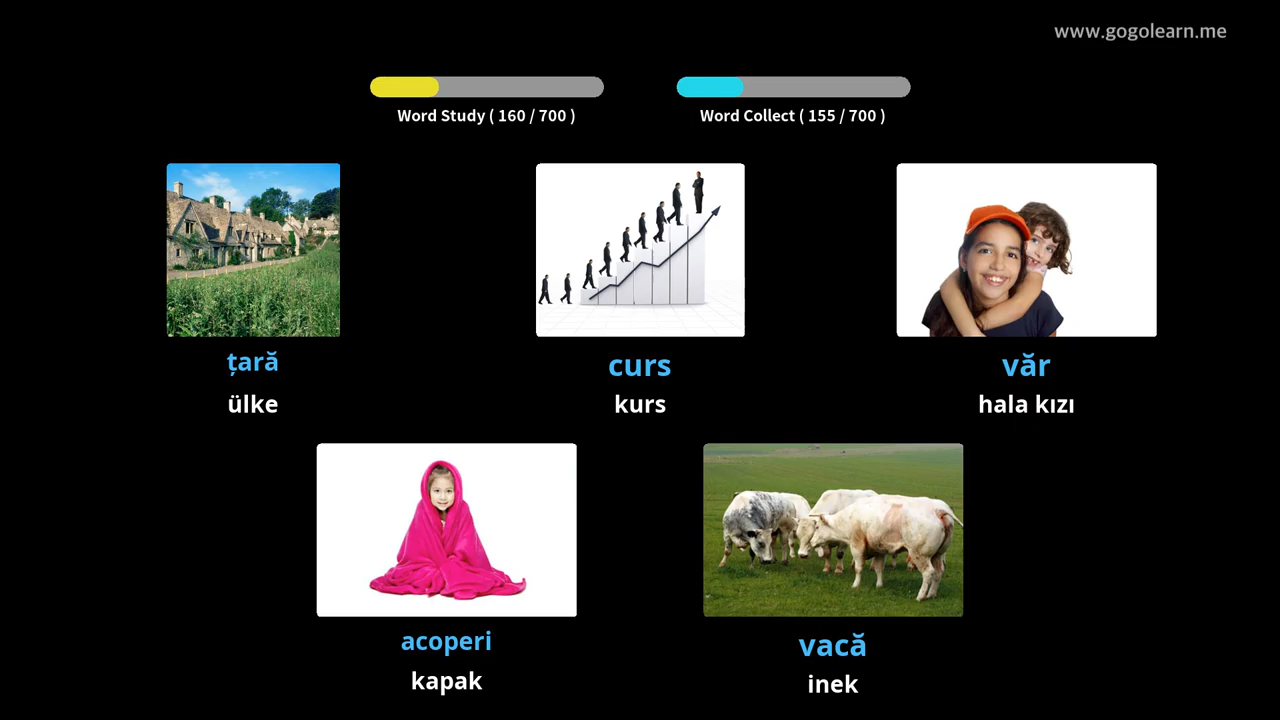 www.gogolearn.me
Word Study ( 160 / 700 )
Word Collect ( 155 / 700 )
țară
ülke
curs
kurs
văr
hala kızı
acoperi
kapak
vacă
inek